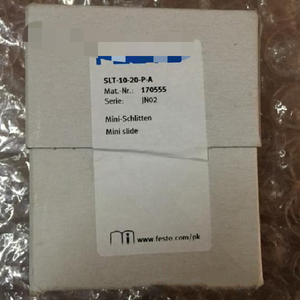 SLT-10-20-P-A
Mat.-Nr.: 170555
Serie: JN02
Mini-Schlitten
Mini slide
www.festo.com/pk